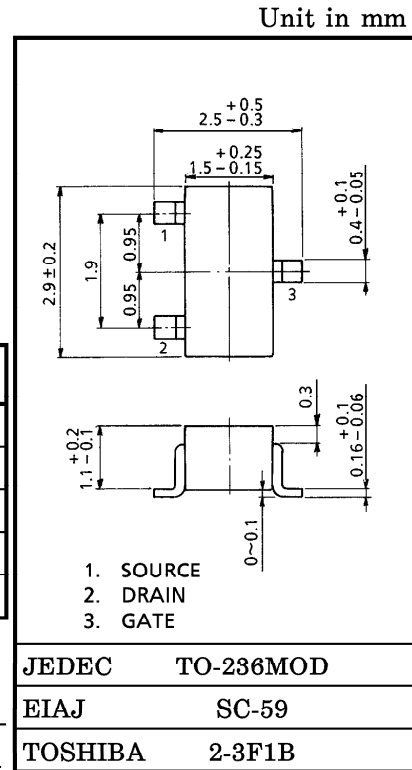 Unit in mm
+0.5
2.5-0.3
+0.25
1.5-0.15
2.9±0.2
1.9
0.95
0.95
1
2
3
+0.1
0.4-0.05
+0.2
1.1-0.1
0.3
+0.1
0.16-0.06
0~0.1
1. SOURCE
2. DRAIN
3. GATE
JEDEC TO-236MOD
EIAJ SC-59
TOSHIBA 2-3F1B